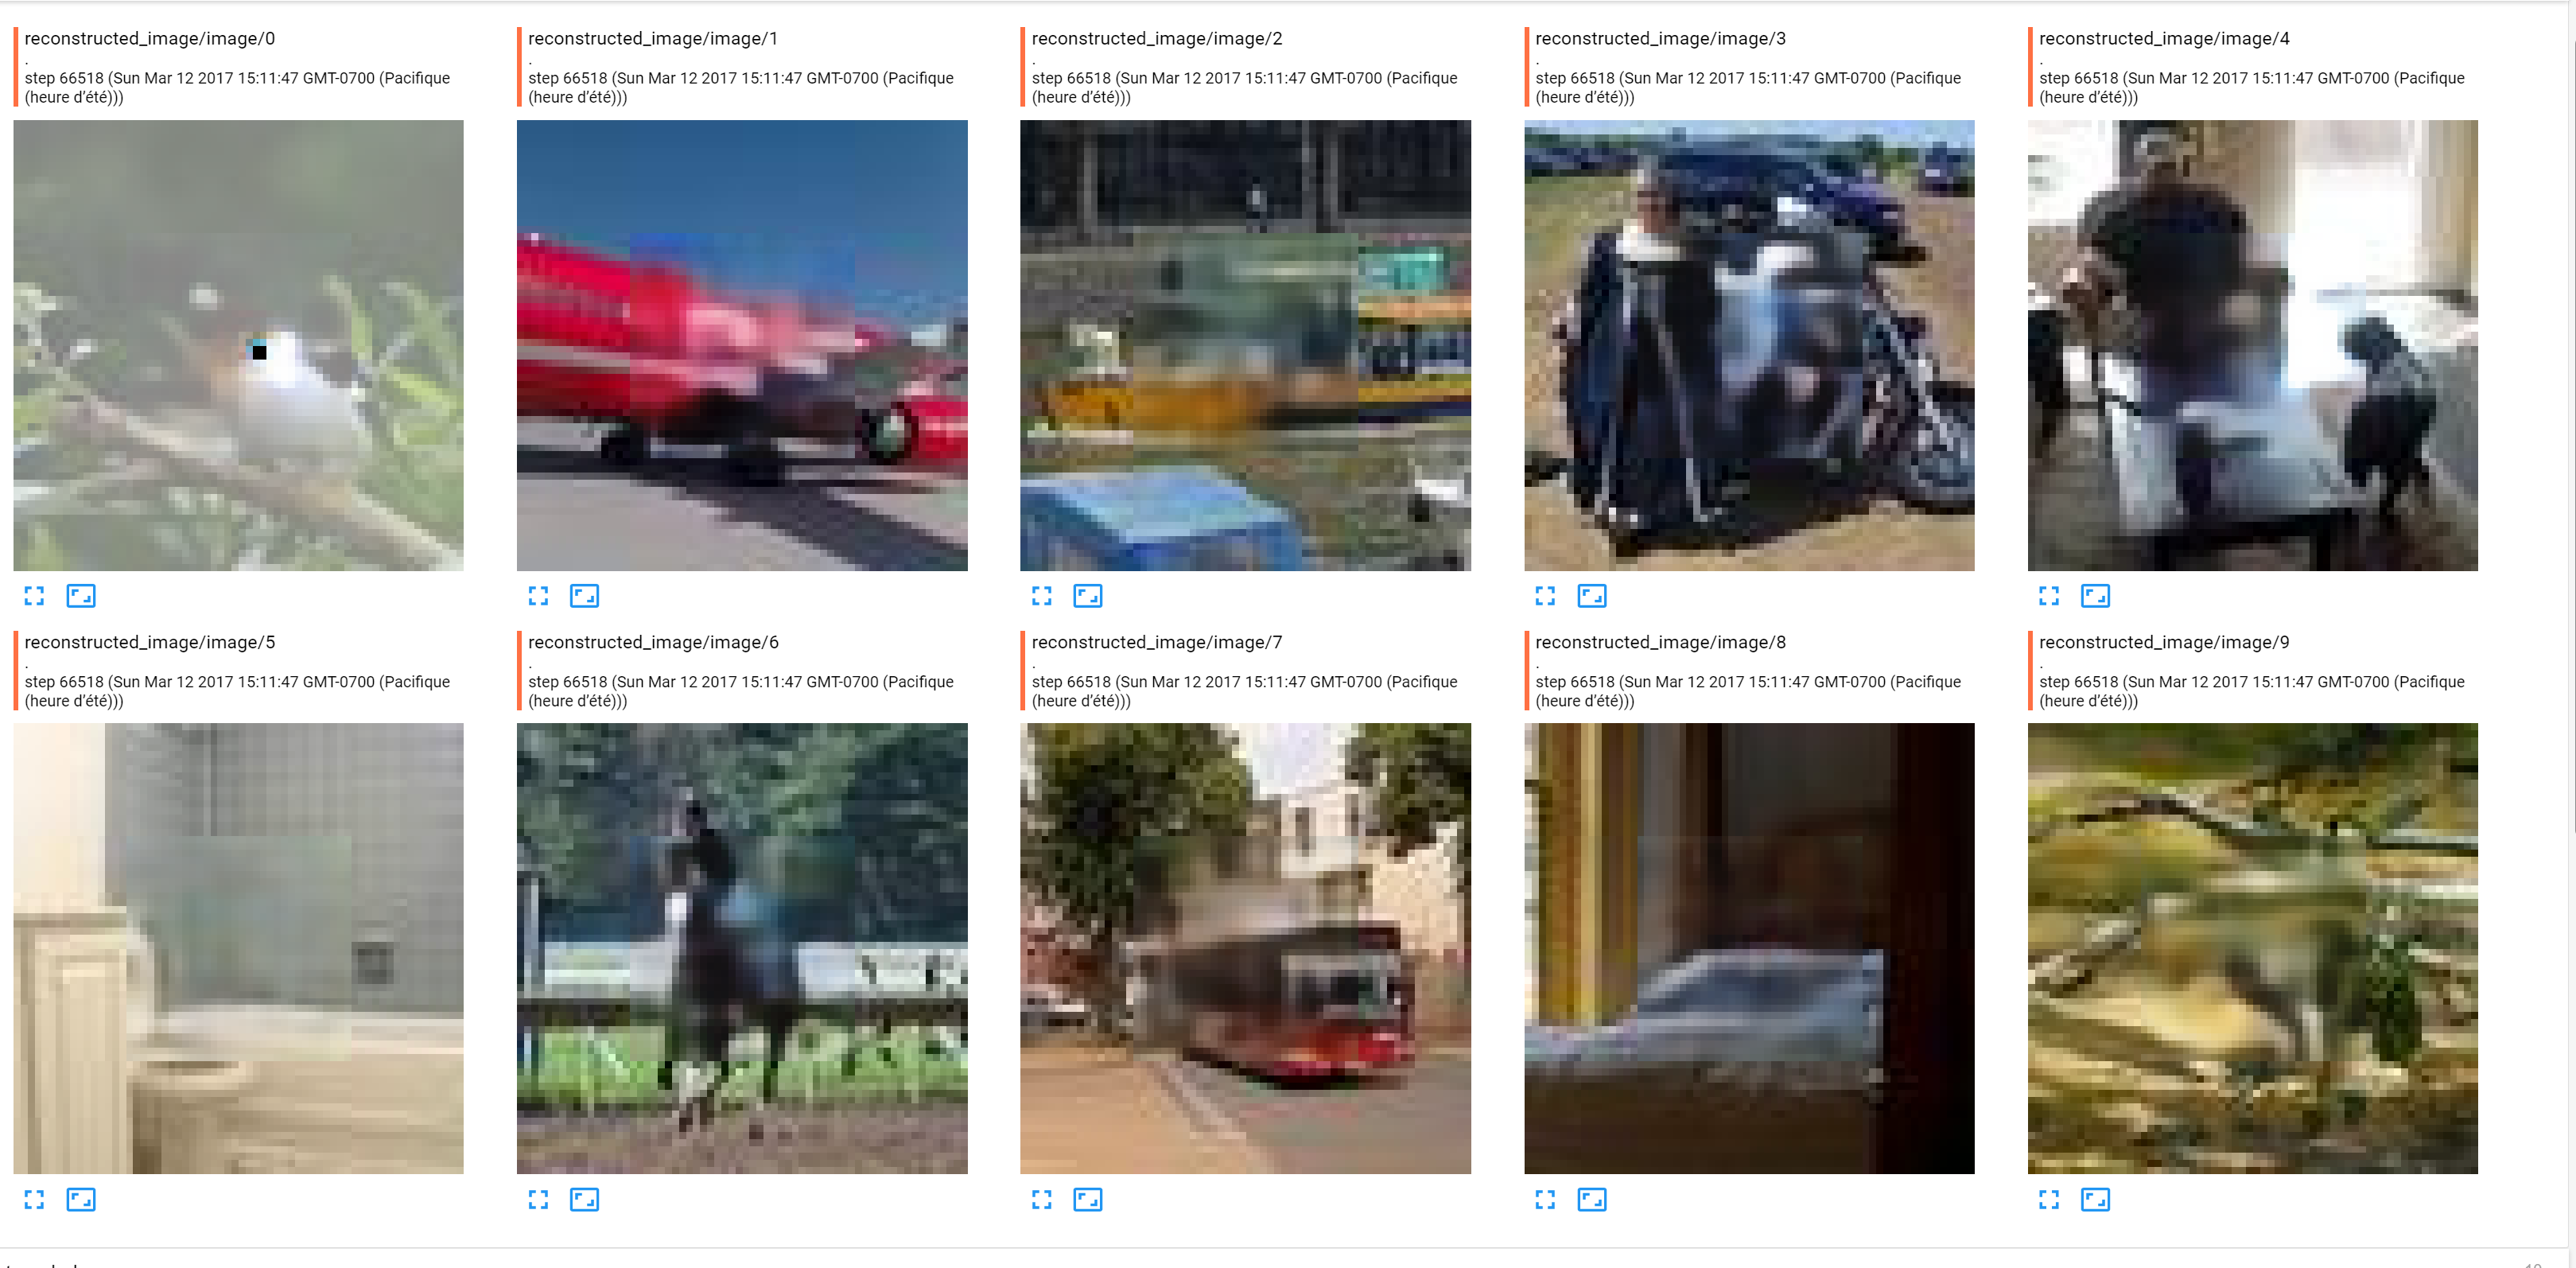 reconstructed_image/image/0
.
step 66518 (Sun Mar 12 2017 15:11:47 GMT-0700 (Pacifique
(heure d’été)))
reconstructed_image/image/1
.
step 66518 (Sun Mar 12 2017 15:11:47 GMT-0700 (Pacifique
(heure d’été)))
reconstructed_image/image/2
.
step 66518 (Sun Mar 12 2017 15:11:47 GMT-0700 (Pacifique
(heure d’été)))
reconstructed_image/image/3
.
step 66518 (Sun Mar 12 2017 15:11:47 GMT-0700 (Pacifique
(heure d’été)))
reconstructed_image/image/4
.
step 66518 (Sun Mar 12 2017 15:11:47 GMT-0700 (Pacifique
(heure d’été)))
reconstructed_image/image/5
.
step 66518 (Sun Mar 12 2017 15:11:47 GMT-0700 (Pacifique
(heure d’été)))
reconstructed_image/image/6
.
step 66518 (Sun Mar 12 2017 15:11:47 GMT-0700 (Pacifique
(heure d’été)))
reconstructed_image/image/7
.
step 66518 (Sun Mar 12 2017 15:11:47 GMT-0700 (Pacifique
(heure d’été)))
reconstructed_image/image/8
.
step 66518 (Sun Mar 12 2017 15:11:47 GMT-0700 (Pacifique
(heure d’été)))
reconstructed_image/image/9
.
step 66518 (Sun Mar 12 2017 15:11:47 GMT-0700 (Pacifique
(heure d’été)))